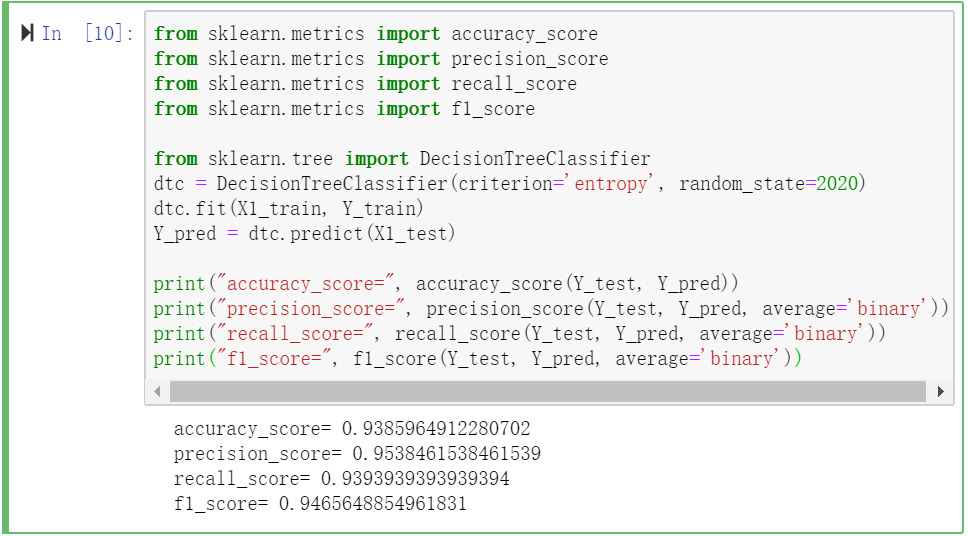 In [10]:
from sklearn.metrics import accuracy_score
from sklearn.metrics import precision_score
from sklearn.metrics import recall_score
from sklearn.metrics import f1_score
from sklearn.tree import DecisionTreeClassifier
dtc = DecisionTreeClassifier(criterion='entropy', random_state=2020)
dtc.fit(X1_train, Y_train)
Y_pred = dtc.predict(X1_test)
print("accuracy_score=", accuracy_score(Y_test, Y_pred))
print("precision_score=", precision_score(Y_test, Y_pred, average='binary'))
print("recall_score=", recall_score(Y_test, Y_pred, average='binary'))
print("f1_score=", f1_score(Y_test, Y_pred, average='binary'))
accuracy_score= 0.9385964912280702
precision_score= 0.9538461538461539
recall_score= 0.9393939393939394
f1_score= 0.9465648854961831